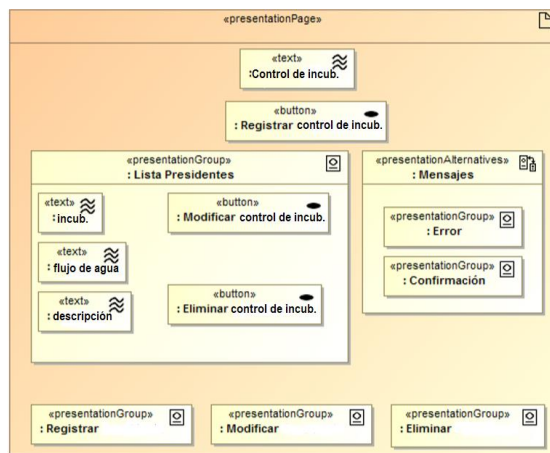 «presentationPage»
«text»
:Control de incub.
«button»
: Registrar control de incub.
«presentationGroup»
: Lista Presidentes
«text»
: incub.
«button»
: Modificar control de incub.
«text»
: flujo de agua
«text»
: descripción
«button»
: Eliminar control de incub.
«presentationAlternatives»
: Mensajes
«presentationGroup»
: Error
«presentationGroup»
: Confirmación
«presentationGroup»
: Registrar
«presentationGroup»
: Modificar
«presentationGroup»
: Eliminar